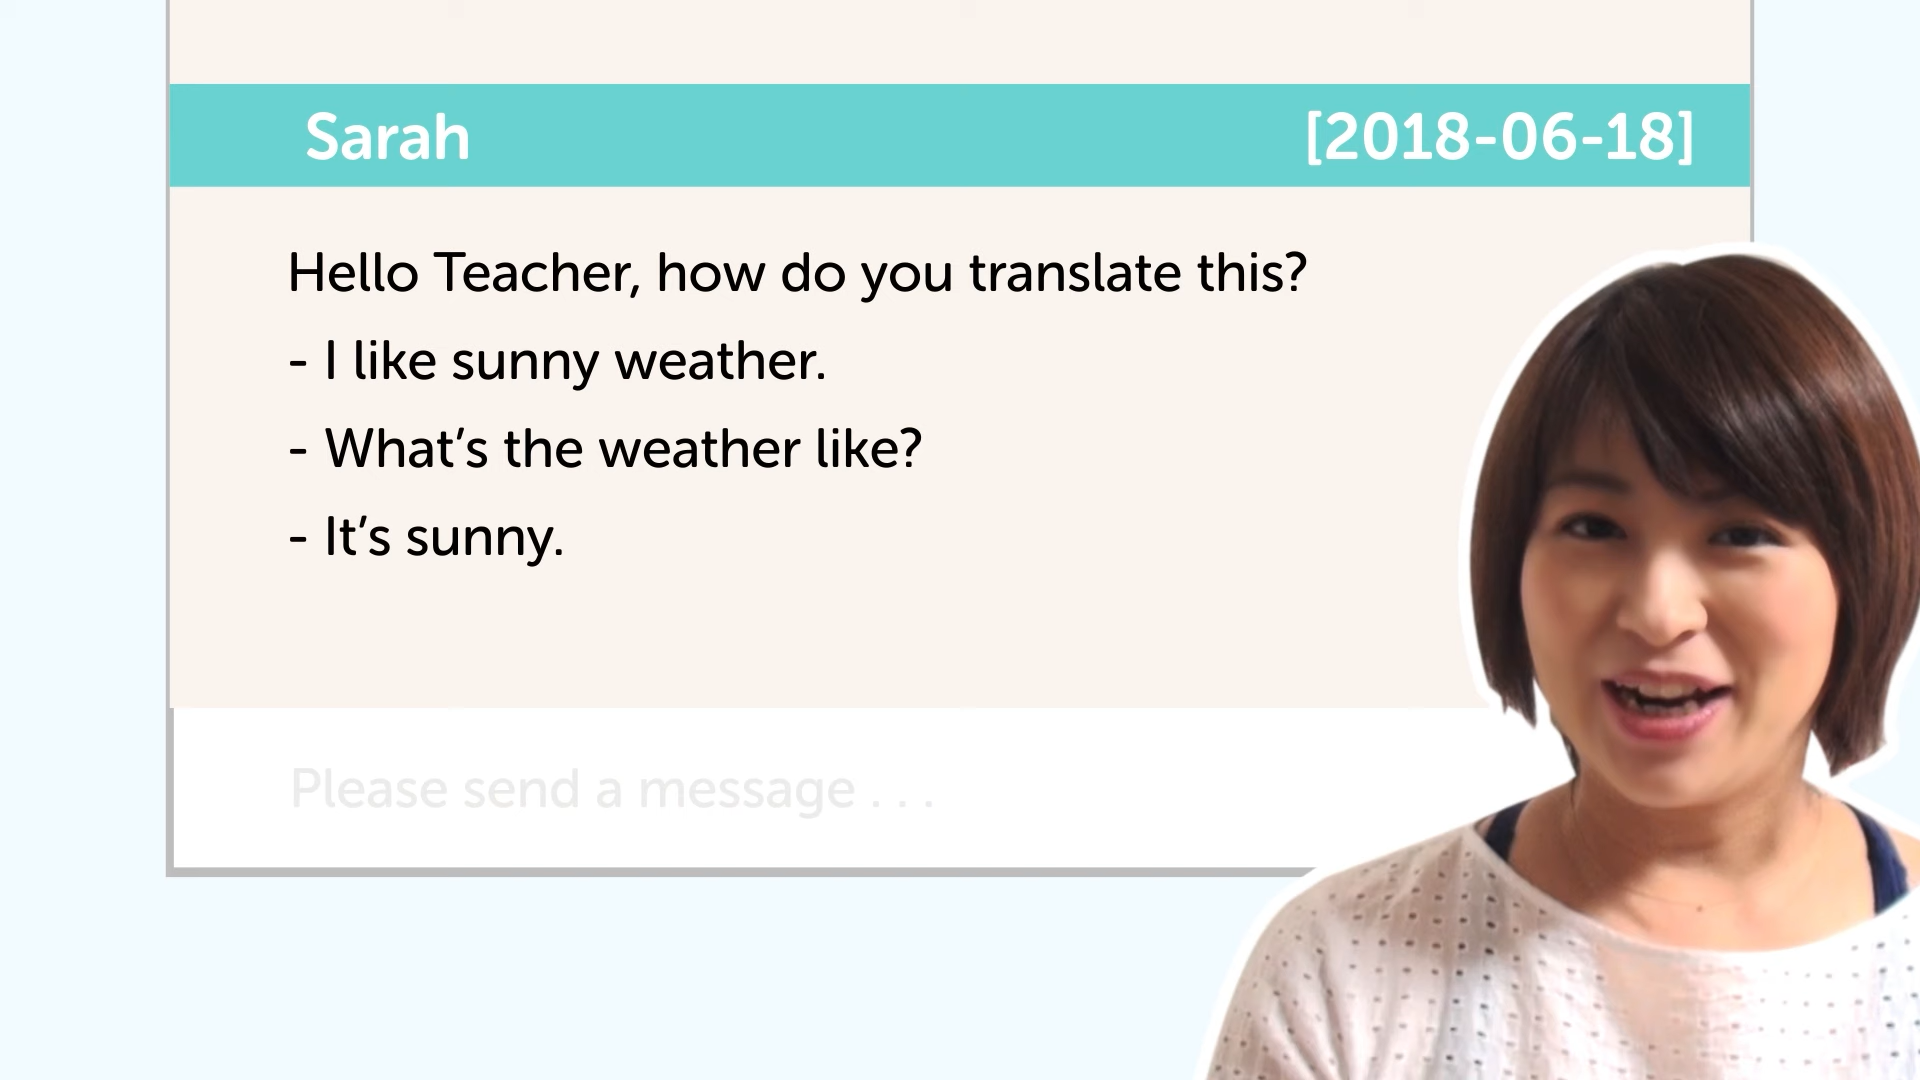 Sarah [2018-06-18]
Hello Teacher, how do you translate this?
- I like sunny weather.
- What’s the weather like?
- It’s sunny.
Please send a message . . .